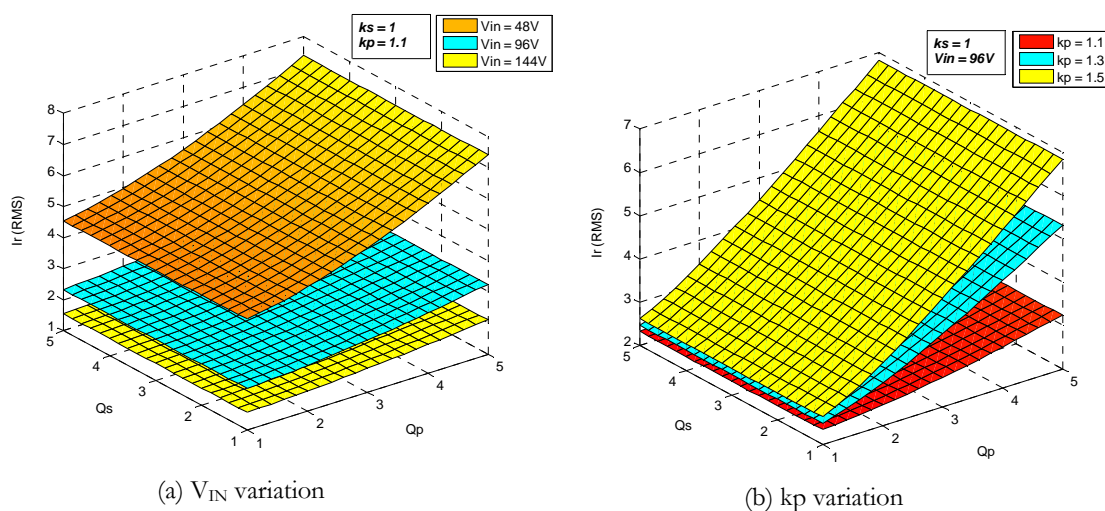 ks = 1
kp = 1.1
Vin = 48V
Vin = 96V
Vin = 144V
8
7
6
5
4
3
2
1
Ir (RMS)
5
4
3
2
1
Qs
1
2
3
4
5
Qp
(a) VIN variation
ks = 1
Vin = 96V
kp = 1.1
kp = 1.3
kp = 1.5
7
6
5
4
3
2
Ir (RMS)
5
4
3
2
1
Qs
1
2
3
4
5
Qp
(b) kp variation